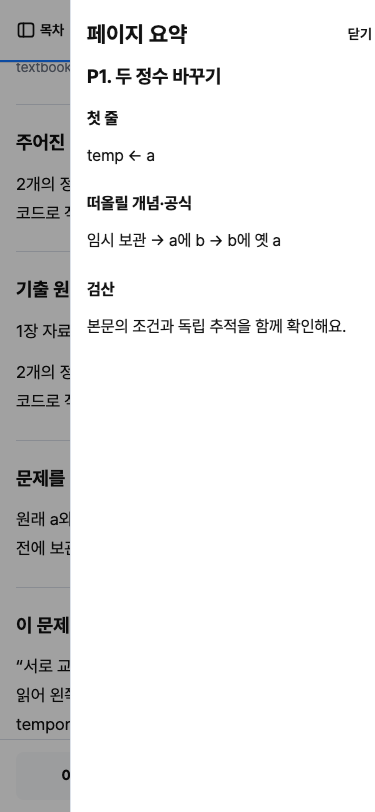 목차
페이지 요약
닫기
P1. 두 정수 바꾸기
textbook
첫 줄
주어진
temp ← a
2개의 정
코드로 작
떠올릴 개념·공식
임시 보관 → a에 b → b에 옛 a
기출 원
검산
1장 자료
본문의 조건과 독립 추적을 함께 확인해요.
2개의 정
코드로 작
문제를
원래 a와
전에 보관
이 문제
“서로 교
읽어 왼쪽
tempor